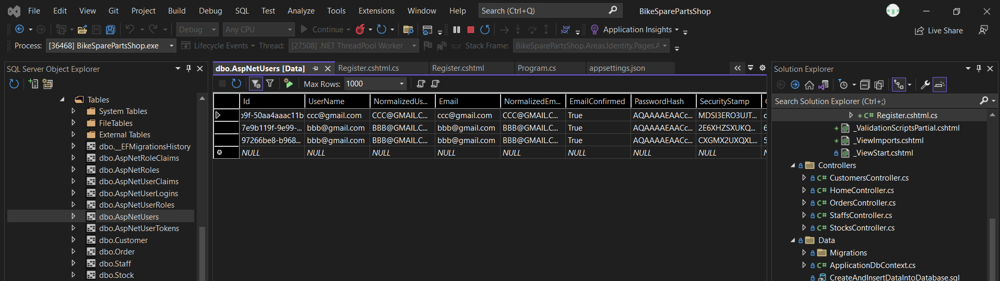 File Edit View Git Project Build Debug SQL Test Analyze Tools Extensions Window Help Search (Ctrl+Q) BikeSparePartsShop
Debug Any CPU Continue Application Insights Live Share
Process: [36468] BikeSparePartsShop.exe Lifecycle Events Thread: [27508] .NET ThreadPool Worker Stack Frame: BikeSparePartsShop.Areas.Identity.Pages.A
SQL Server Object Explorer
Tables
System Tables
FileTables
External Tables
dbo.__EFMigrationsHistory
dbo.AspNetRoleClaims
dbo.AspNetRoles
dbo.AspNetUserClaims
dbo.AspNetUserLogins
dbo.AspNetUserRoles
dbo.AspNetUsers
dbo.AspNetUserTokens
dbo.Customer
dbo.Order
dbo.Staff
dbo.Stock
dbo.AspNetUsers [Data] Register.cshtml.cs Register.cshtml Program.cs appsettings.json
Max Rows: 1000
Id UserName NormalizedUs... Email NormalizedEm... EmailConfirmed PasswordHash SecurityStamp
b9f-50aa4aaac11b ccc@gmail.com CCC@GMAIL.C... ccc@gmail.com CCC@GMAIL.C... True AQAAAAEAACc... MDSI3ERO3UJT...
7e9b119f-9e99-... bbb@gmail.com BBB@GMAIL.C... bbb@gmail.com BBB@GMAIL.C... True AQAAAAEAACc... 2E6XHZSXUKQ... 6
97266be8-b968... bbb@gmail.com BBB@GMAIL.C... bbb@gmail.com BBB@GMAIL.C... True AQAAAAEAACc... CXGMX2UXQXL... 5
NULL NULL NULL NULL NULL NULL NULL NULL
Solution Explorer
Search Solution Explorer (Ctrl+;)
C# Register.cshtml.cs
_ValidationScriptsPartial.cshtml
_ViewImports.cshtml
_ViewStart.cshtml
Controllers
C# CustomersController.cs
C# HomeController.cs
C# OrdersController.cs
C# StaffsController.cs
C# StocksController.cs
Data
Migrations
C# ApplicationDbContext.cs
CreateAndInsertDataIntoDatabase.sql